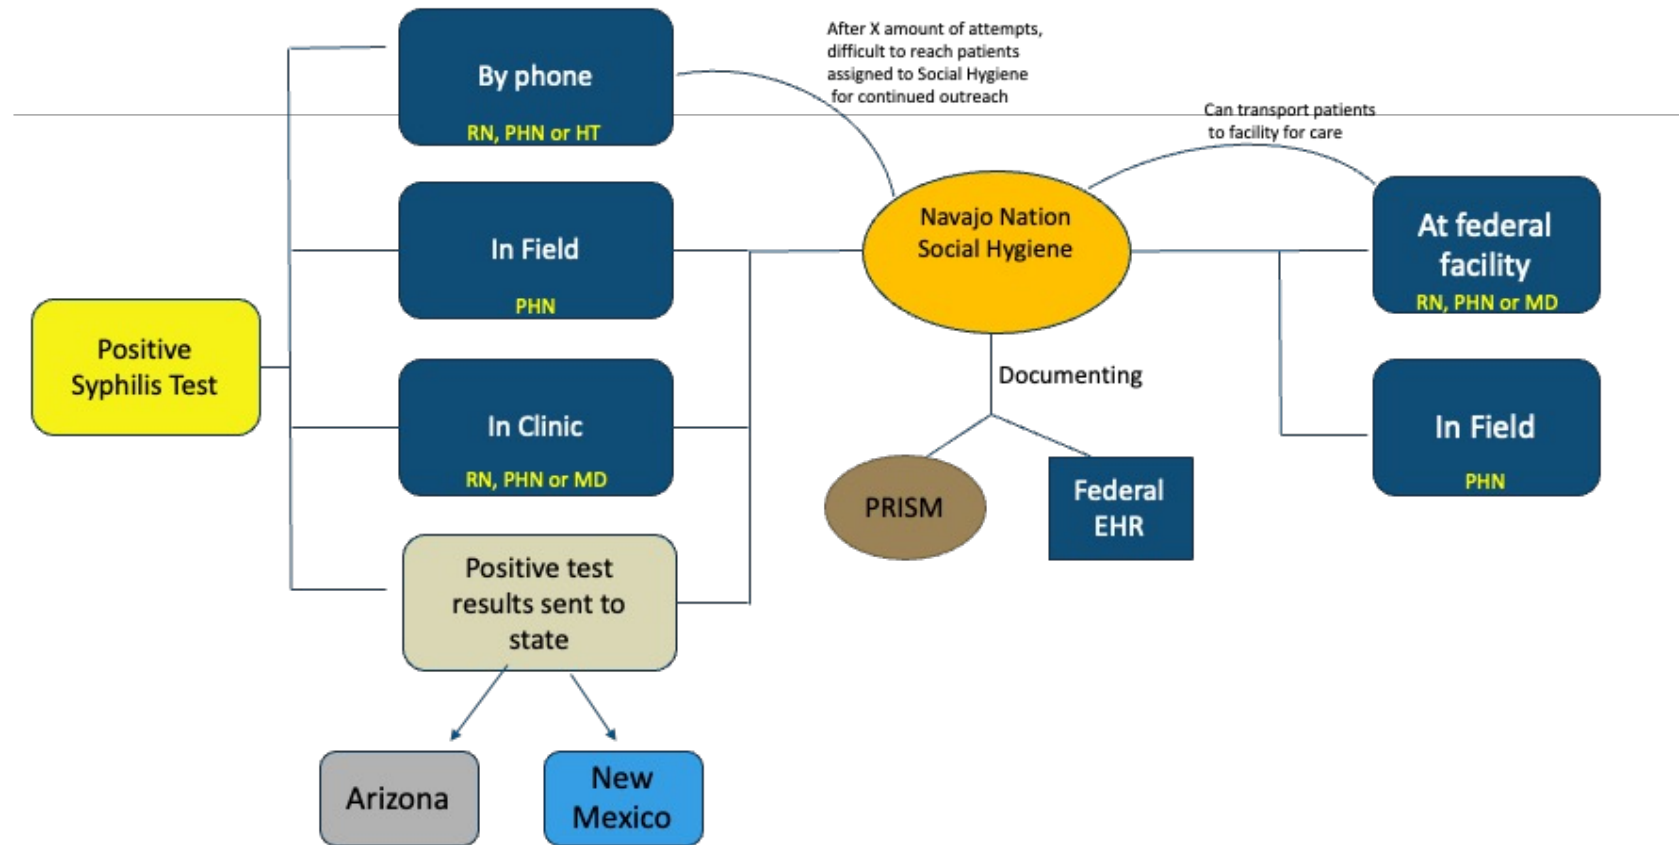 By phone
RN, PHN or HT
After X amount of attempts,
difficult to reach patients
assigned to Social Hygiene
for continued outreach
Can transport patients
to facility for care
In Field
PHN
Navajo Nation
Social Hygiene
At federal
facility
RN, PHN or MD
Positive
Syphilis Test
In Clinic
RN, PHN or MD
Documenting
In Field
PHN
PRISM
Federal
EHR
Positive test
results sent to
state
Arizona
New
Mexico